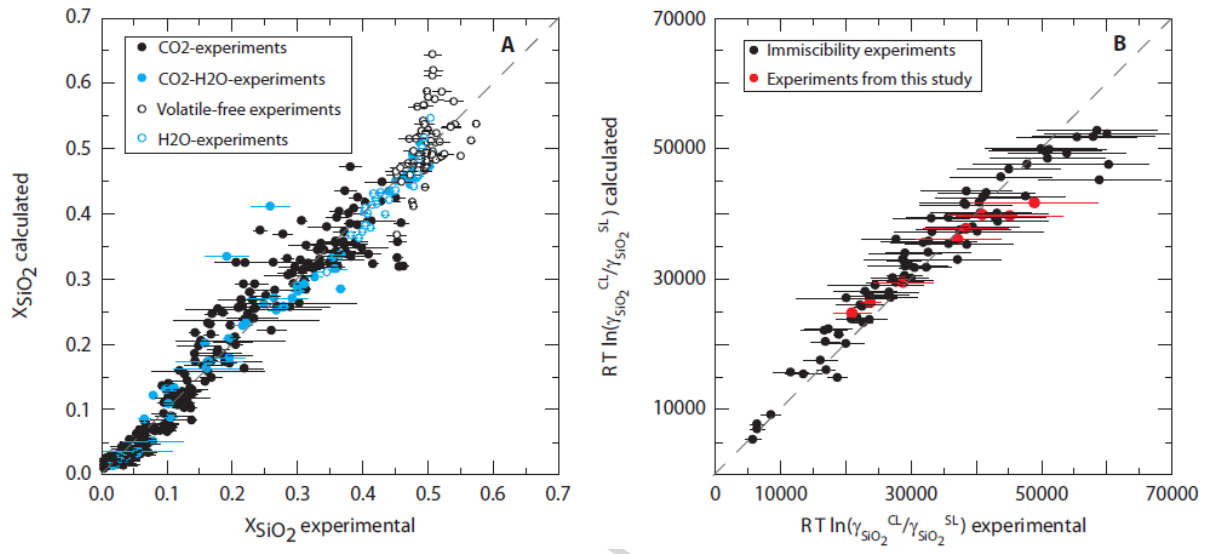 0.7
A
CO2-experiments
0.6
CO2-H2O-experiments
Volatile-free experiments
0.5
H2O-experiments
0.4
0.3
0.2
0.1
0.0
0.0 0.1 0.2 0.3 0.4 0.5 0.6 0.7
XSiO2 calculated
XSiO2 experimental
70000
B
Immiscibility experiments
Experiments from this study
50000
30000
10000
0 10000 30000 50000 70000
RT ln(γSiO2CL/γSiO2SL) calculated
RT ln(γSiO2CL/γSiO2SL) experimental